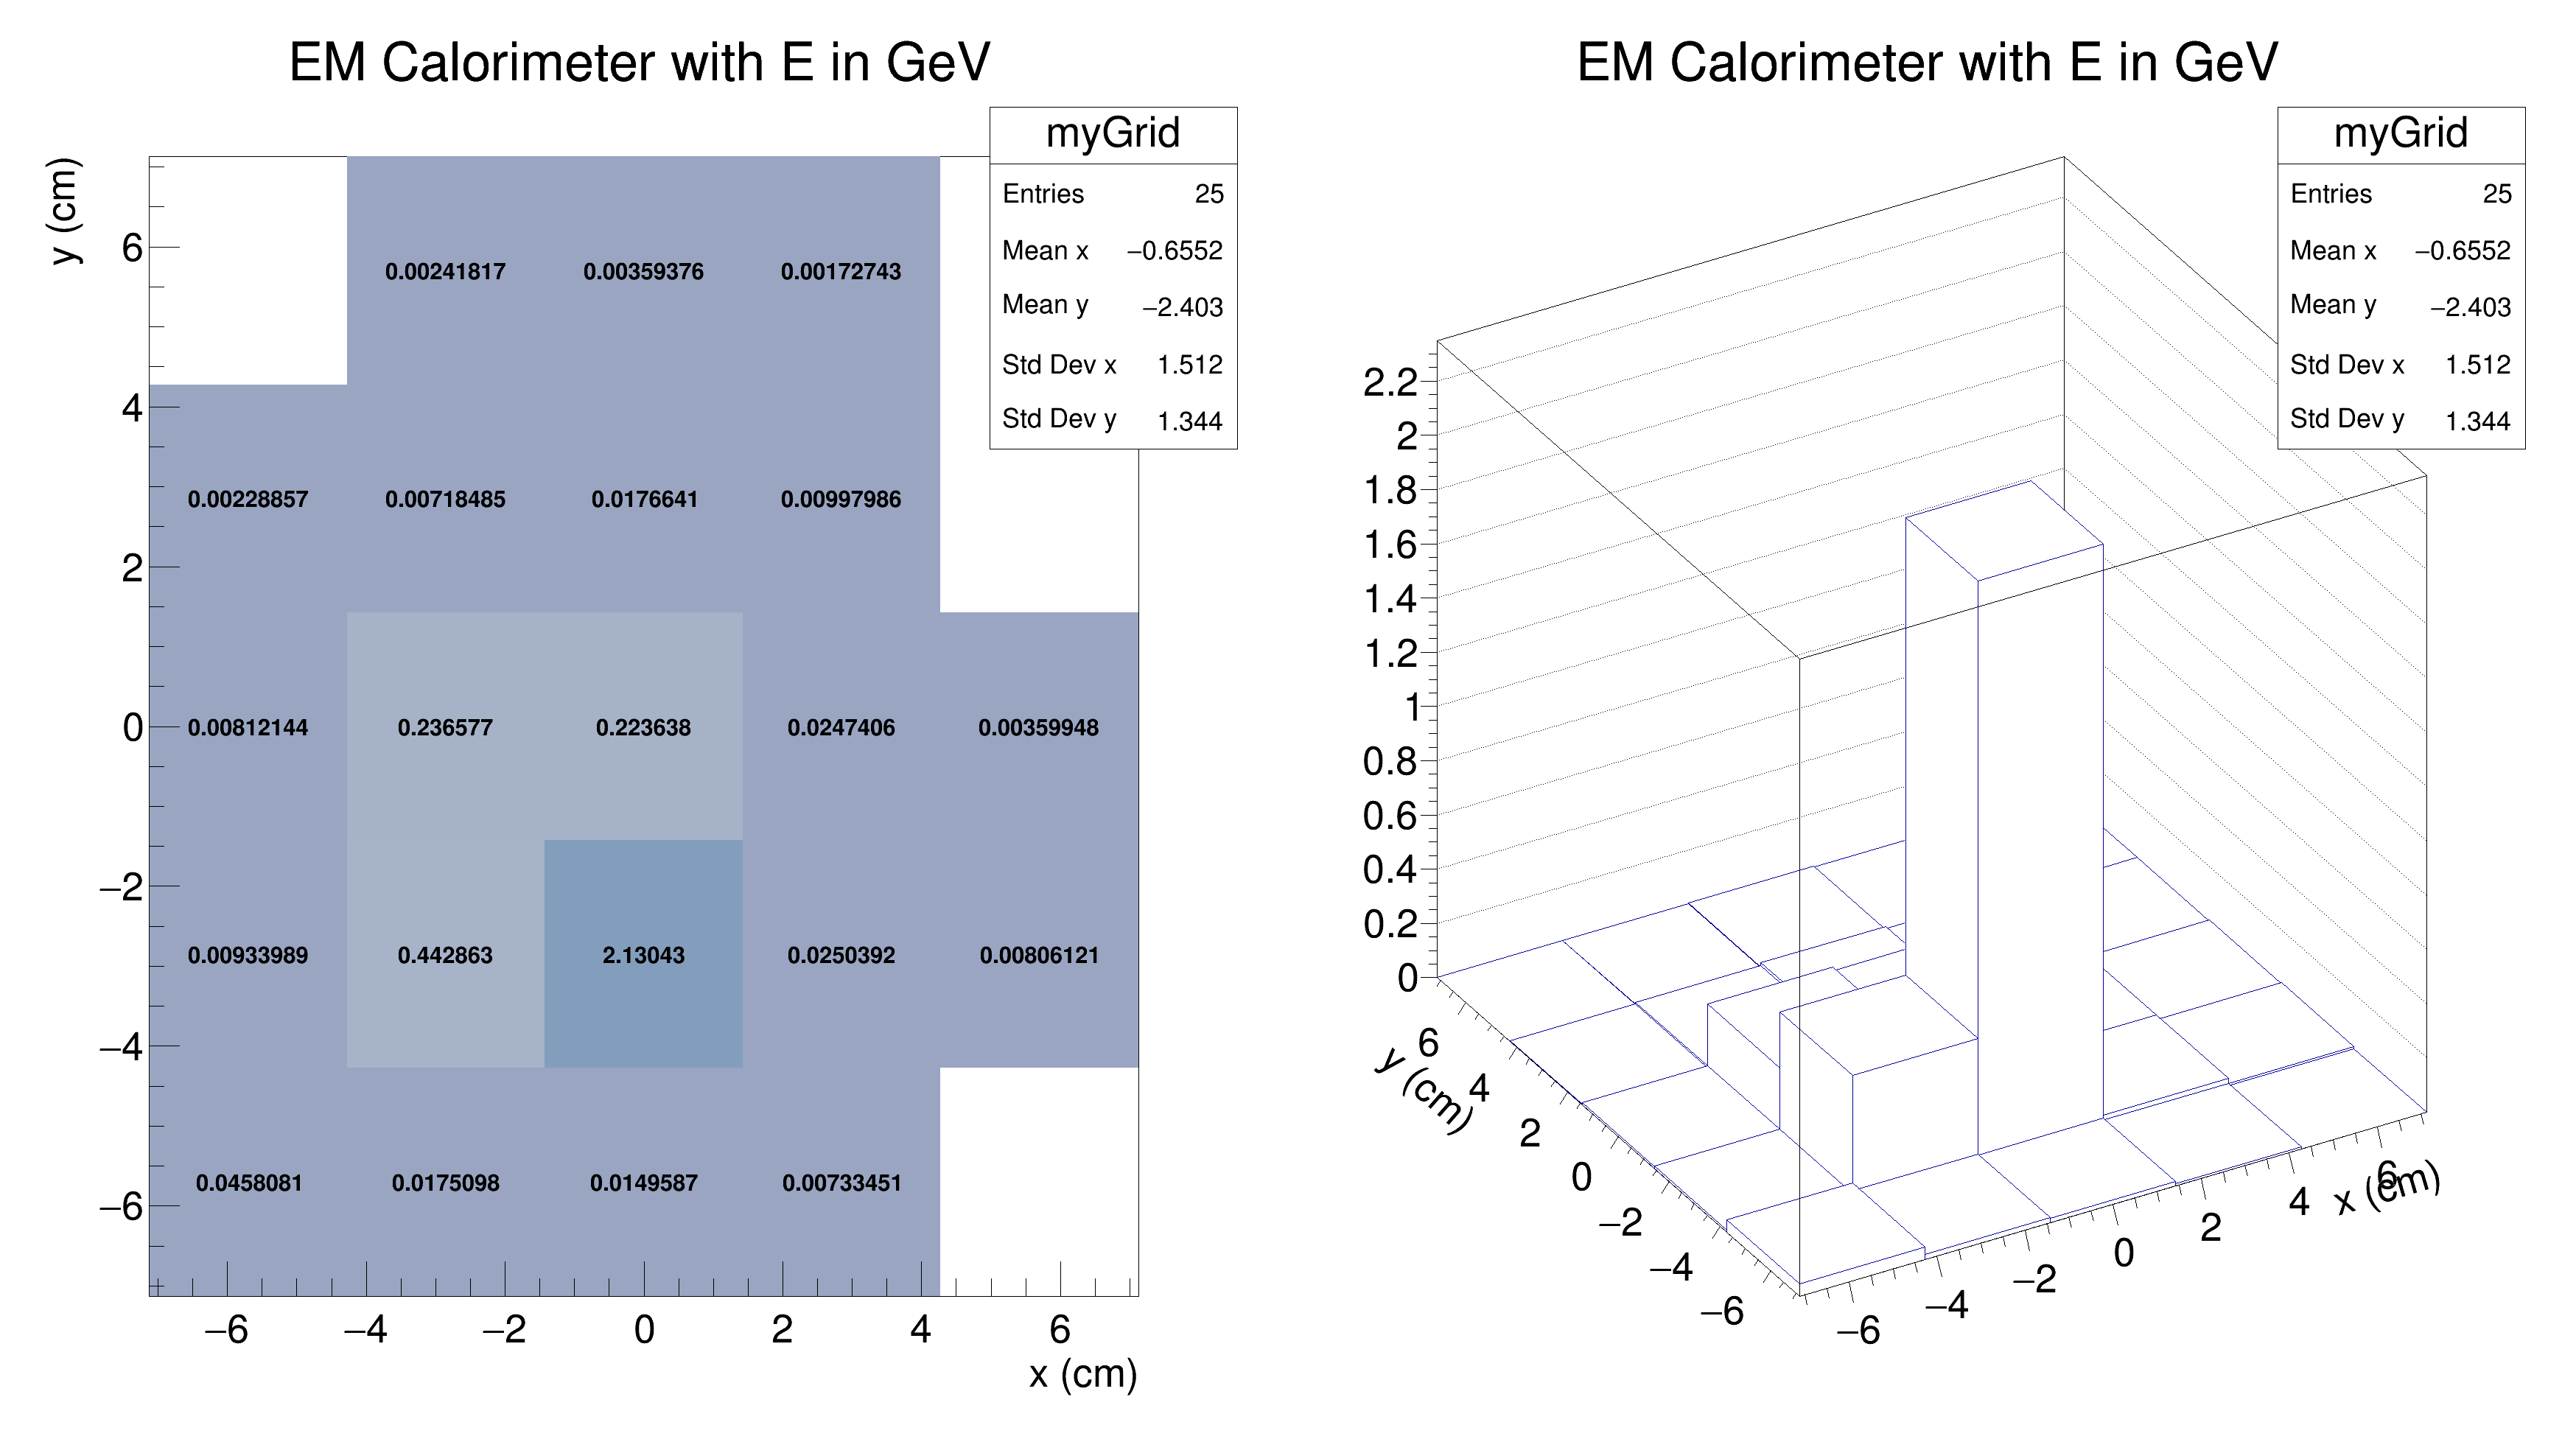 EM Calorimeter with E in GeV
myGrid
Entries 25
Mean x −0.6552
Mean y −2.403
Std Dev x 1.512
Std Dev y 1.344
y (cm)
6
4
2
0
−2
−4
−6
0.00241817 0.00359376 0.00172743
0.00228857 0.00718485 0.0176641 0.00997986
0.00812144 0.236577 0.223638 0.0247406 0.00359948
0.00933989 0.442863 2.13043 0.0250392 0.00806121
0.0458081 0.0175098 0.0149587 0.00733451
−6 −4 −2 0 2 4 6
x (cm)
EM Calorimeter with E in GeV
myGrid
Entries 25
Mean x −0.6552
Mean y −2.403
Std Dev x 1.512
Std Dev y 1.344
2.2
2
1.8
1.6
1.4
1.2
1
0.8
0.6
0.4
0.2
0
y (cm)
6
4
2
0
−2
−4
−6
−6
−4
−2
0
2
4
6
x (cm)